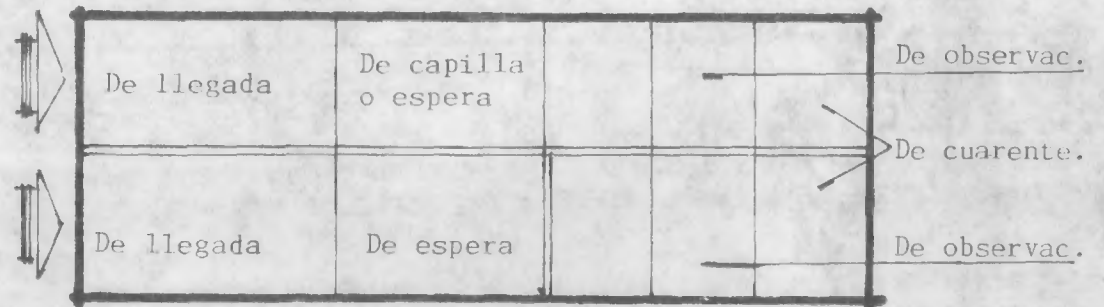 De llegada
De capilla
o espera
De observac.
De cuarente.
De llegada
De espera
De observac.